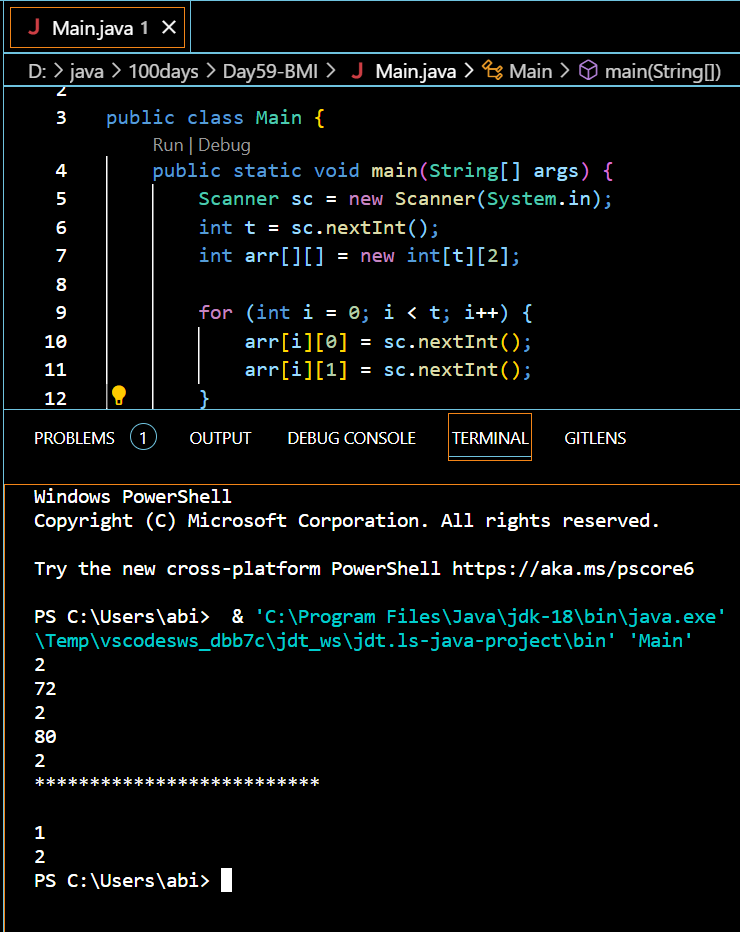 J Main.java 1 ×
D: > java > 100days > Day59-BMI > J Main.java > Main > main(String[])
2
3 public class Main {
Run | Debug
4 public static void main(String[] args) {
5 Scanner sc = new Scanner(System.in);
6 int t = sc.nextInt();
7 int arr[][] = new int[t][2];
8
9 for (int i = 0; i < t; i++) {
10 arr[i][0] = sc.nextInt();
11 arr[i][1] = sc.nextInt();
12 }
PROBLEMS 1 OUTPUT DEBUG CONSOLE TERMINAL GITLENS
Windows PowerShell
Copyright (C) Microsoft Corporation. All rights reserved.
Try the new cross-platform PowerShell https://aka.ms/pscore6
PS C:\Users\abi>  & 'C:\Program Files\Java\jdk-18\bin\java.exe'
\Temp\vscodesws_dbb7c\jdt_ws\jdt.ls-java-project\bin' 'Main'
2
72
2
80
2
**************************
1
2
PS C:\Users\abi>